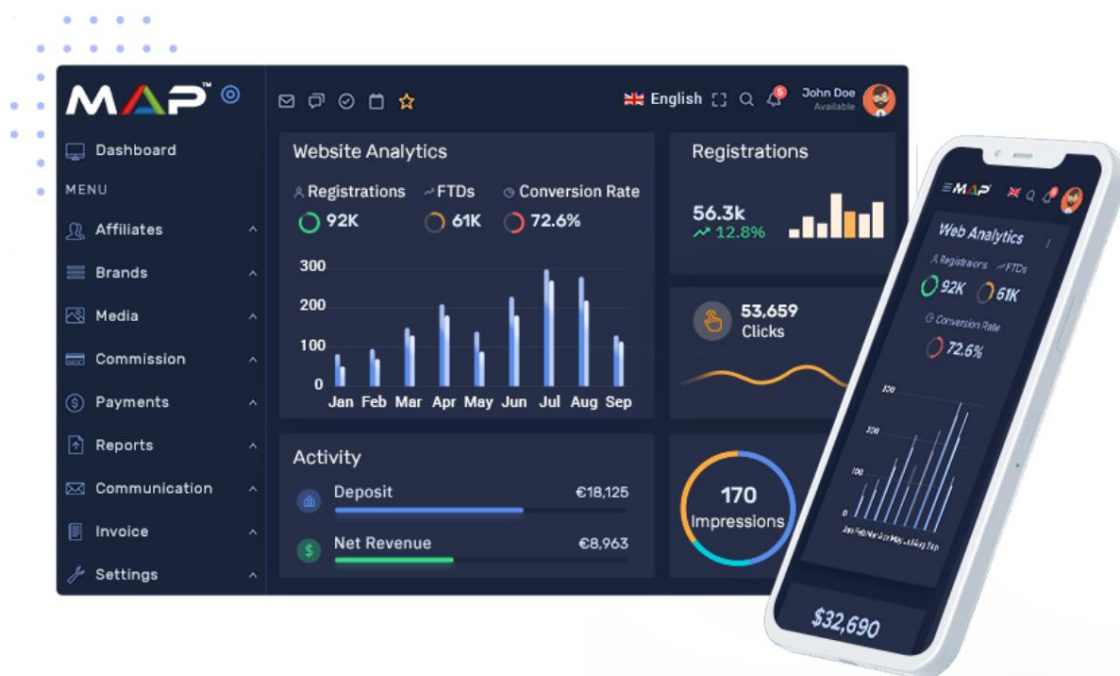 MAP™
English
5
John Doe
Available
Dashboard
MENU
Affiliates
Brands
Media
Commission
Payments
Reports
Communication
Invoice
Settings
Website Analytics
Registrations FTDs Conversion Rate
92K 61K 72.6%
300
200
100
0
Jan Feb Mar Apr May Jun Jul Aug Sep
Registrations
56.3k
12.8%
53,659
Clicks
Activity
Deposit €18,125
Net Revenue €8,963
170
Impressions
MAP
Web Analytics
FTDs
92K 61K
Conversion Rate
72.6%
100
0
$32,690